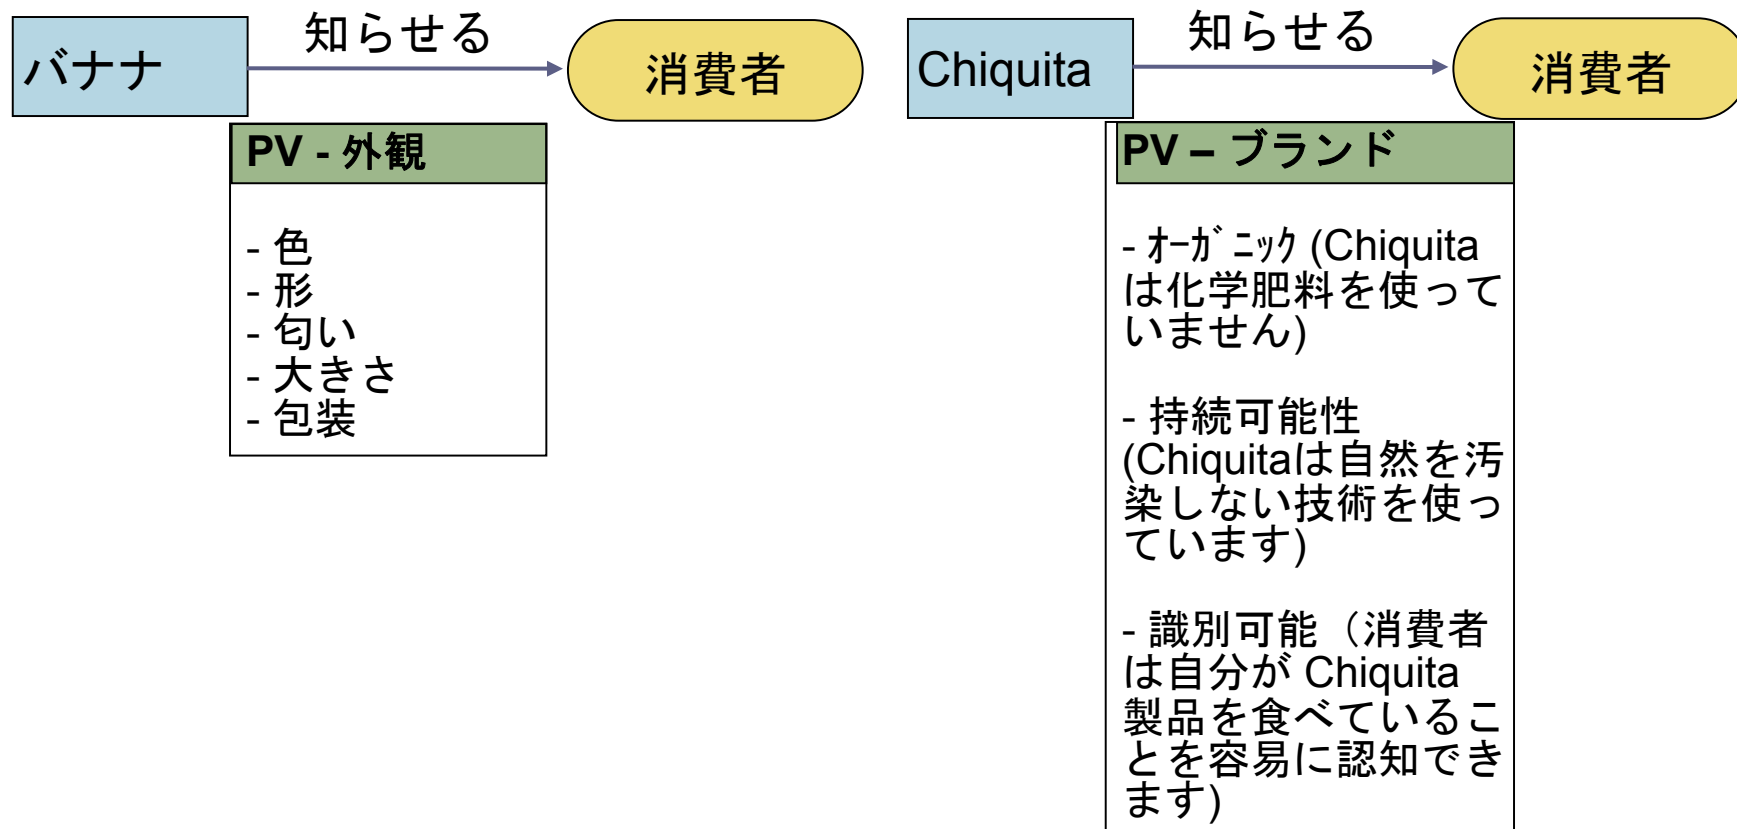 バナナ
知らせる
消費者
PV - 外観
- 色
- 形
- 匂い
- 大きさ
- 包装
Chiquita
知らせる
消費者
PV – ブランド
- ｵｰｶﾞﾆｯｸ (Chiquita
は化学肥料を使って
いません)
- 持続可能性
(Chiquitaは自然を汚
染しない技術を使っ
ています)
- 識別可能（消費者
は自分が Chiquita
製品を食べているこ
とを容易に認知でき
ます)